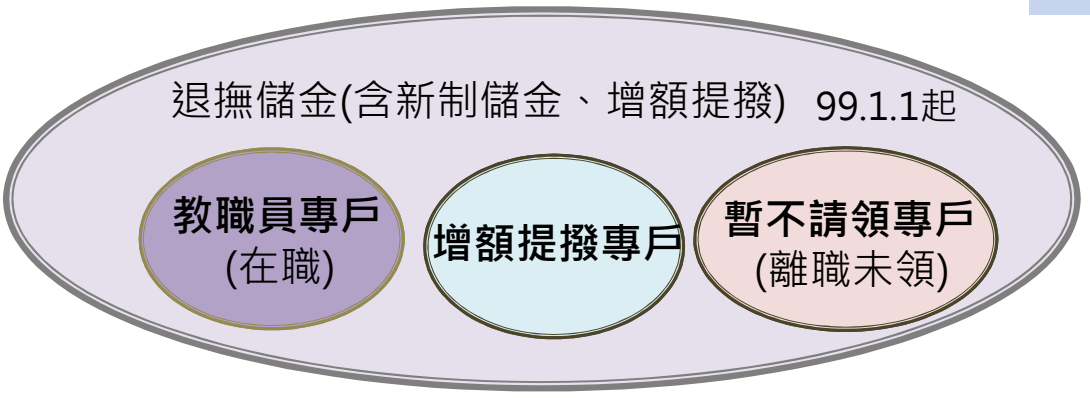 退撫儲金(含新制儲金、增額提撥) 99.1.1起
教職員專戶
(在職)
增額提撥專戶
暫不請領專戶
(離職未領)